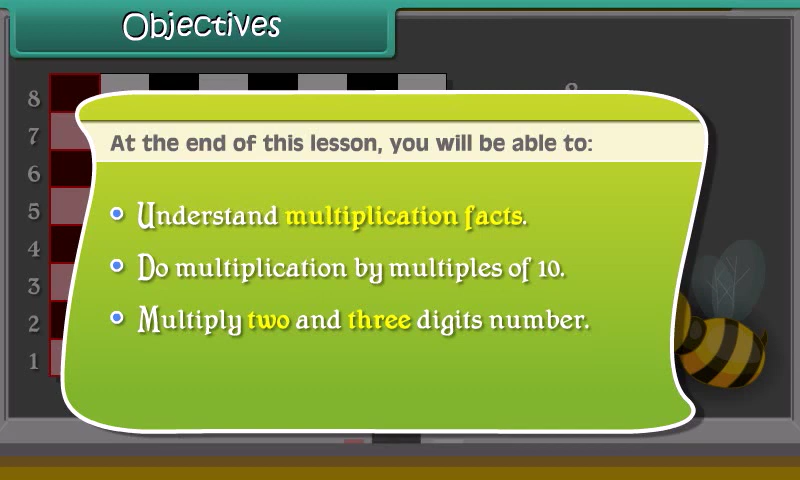 Objectives
At the end of this lesson, you will be able to:
Understand multiplication facts.
Do multiplication by multiples of 10.
Multiply two and three digits number.
8
7
6
5
4
3
2
1